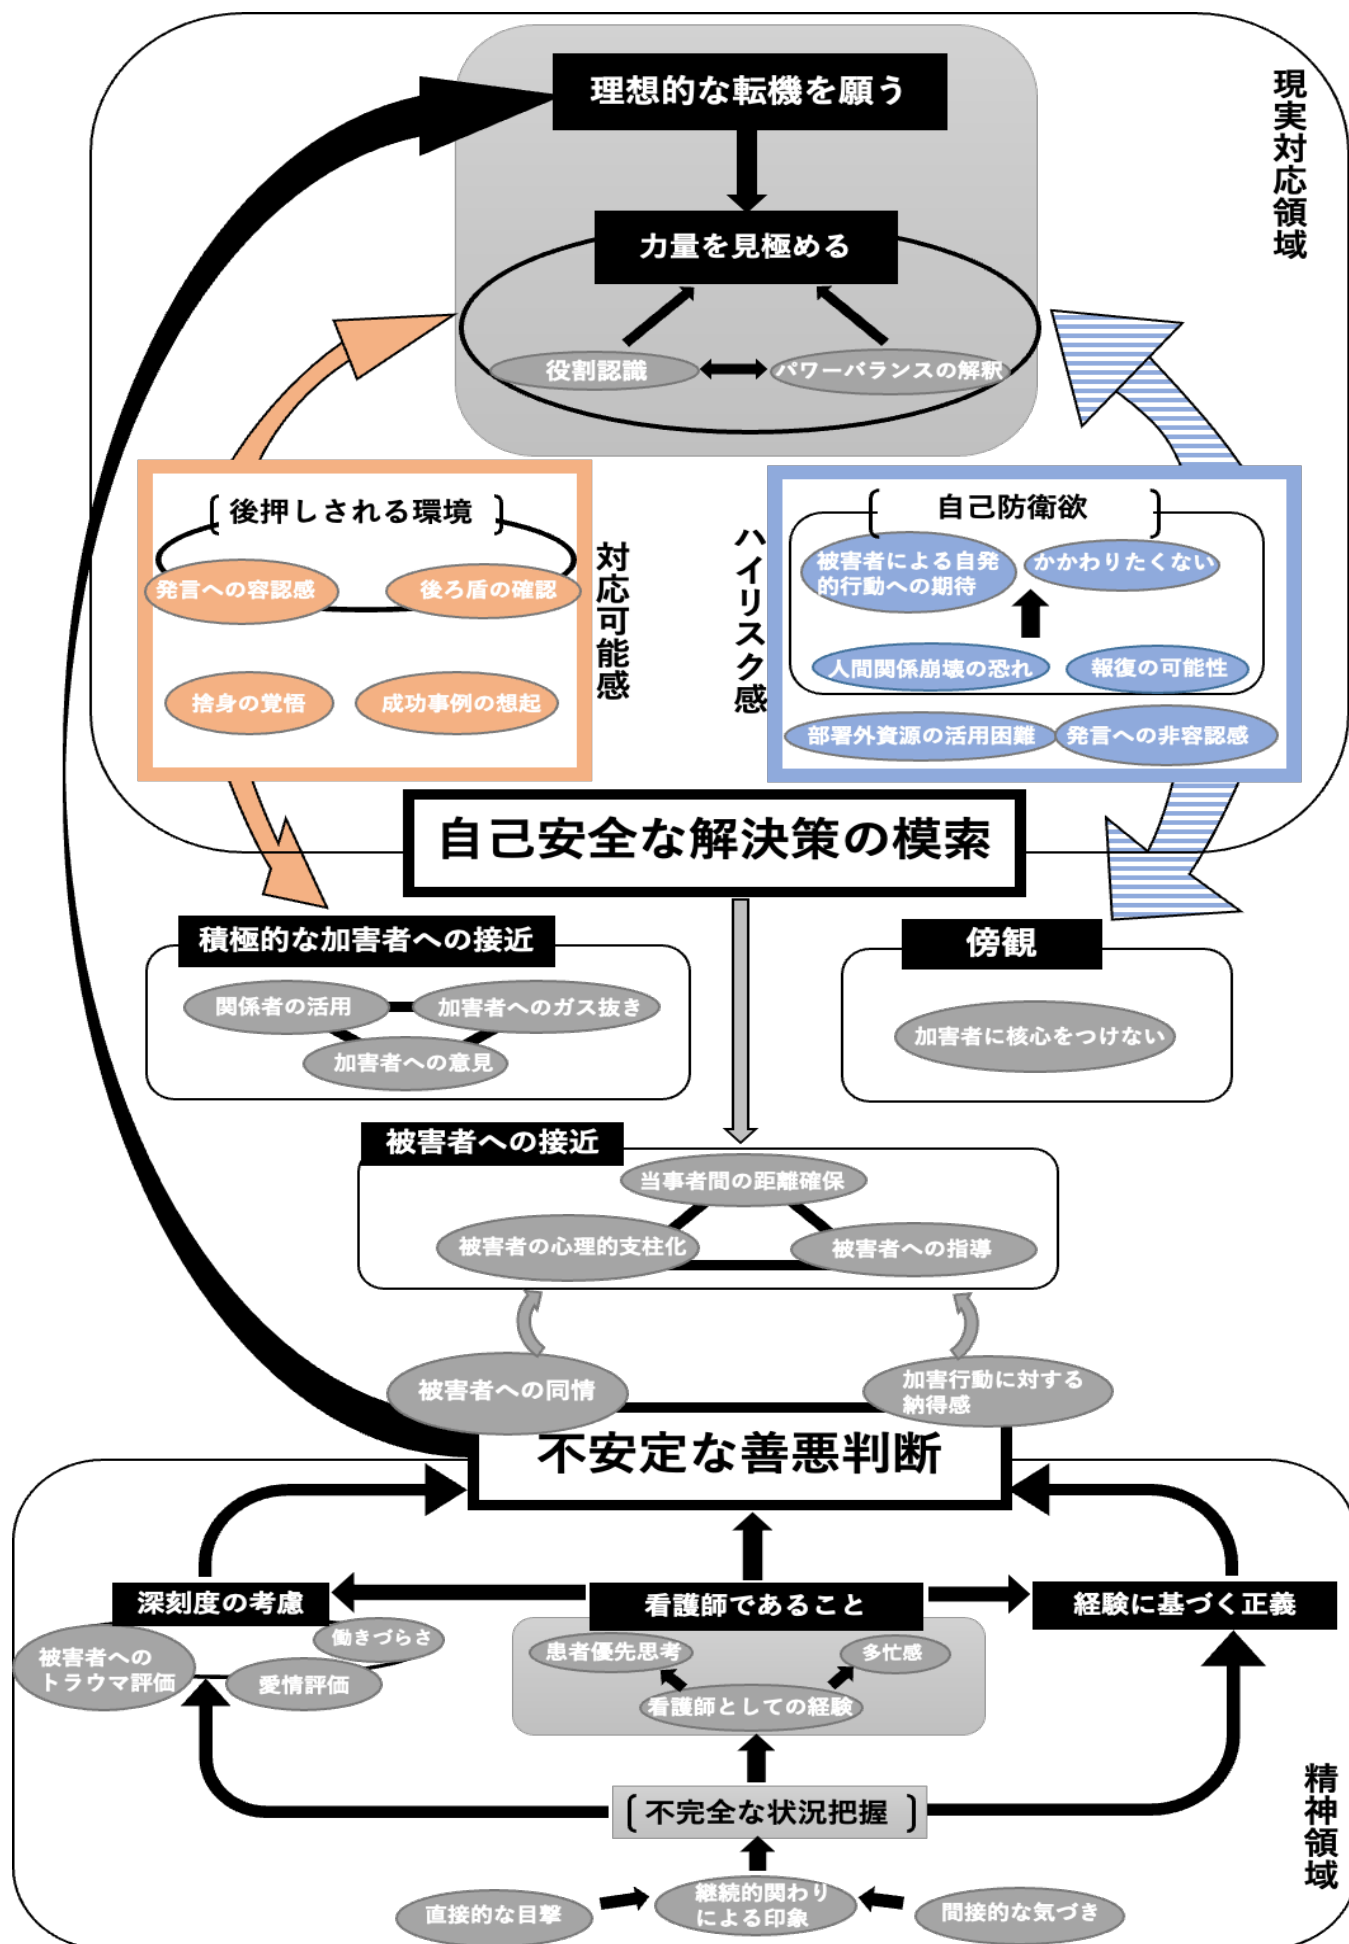 理想的な転機を願う
現実対応領域
力量を見極める
役割認識
パワーバランスの解釈
〔後押しされる環境〕
発言への容認感
後ろ盾の確認
捨身の覚悟
成功事例の想起
対応可能感
ハイリスク感
〔自己防衛欲〕
被害者による自発
的行動への期待
かかわりたくない
人間関係崩壊の恐れ
報復の可能性
部署外資源の活用困難
発言への非容認感
自己安全な解決策の模索
積極的な加害者への接近
関係者の活用
加害者へのガス抜き
加害者への意見
傍観
加害者に核心をつけない
被害者への接近
当事者間の距離確保
被害者の心理的支柱化
被害者への指導
被害者への同情
加害行動に対する
納得感
不安定な善悪判断
深刻度の考慮
働きづらさ
被害者への
トラウマ評価
愛情評価
看護師であること
患者優先思考
多忙感
看護師としての経験
経験に基づく正義
〔不完全な状況把握〕
精神領域
直接的な目撃
継続的関わり
による印象
間接的な気づき